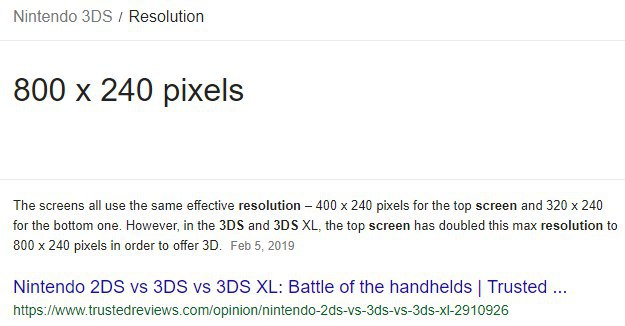 Nintendo 3DS / Resolution
800 x 240 pixels
The screens all use the same effective resolution – 400 x 240 pixels for the top screen and 320 x 240
for the bottom one. However, in the 3DS and 3DS XL, the top screen has doubled this max resolution to
800 x 240 pixels in order to offer 3D. Feb 5, 2019
Nintendo 2DS vs 3DS vs 3DS XL: Battle of the handhelds | Trusted ...
https://www.trustedreviews.com/opinion/nintendo-2ds-vs-3ds-vs-3ds-xl-2910926